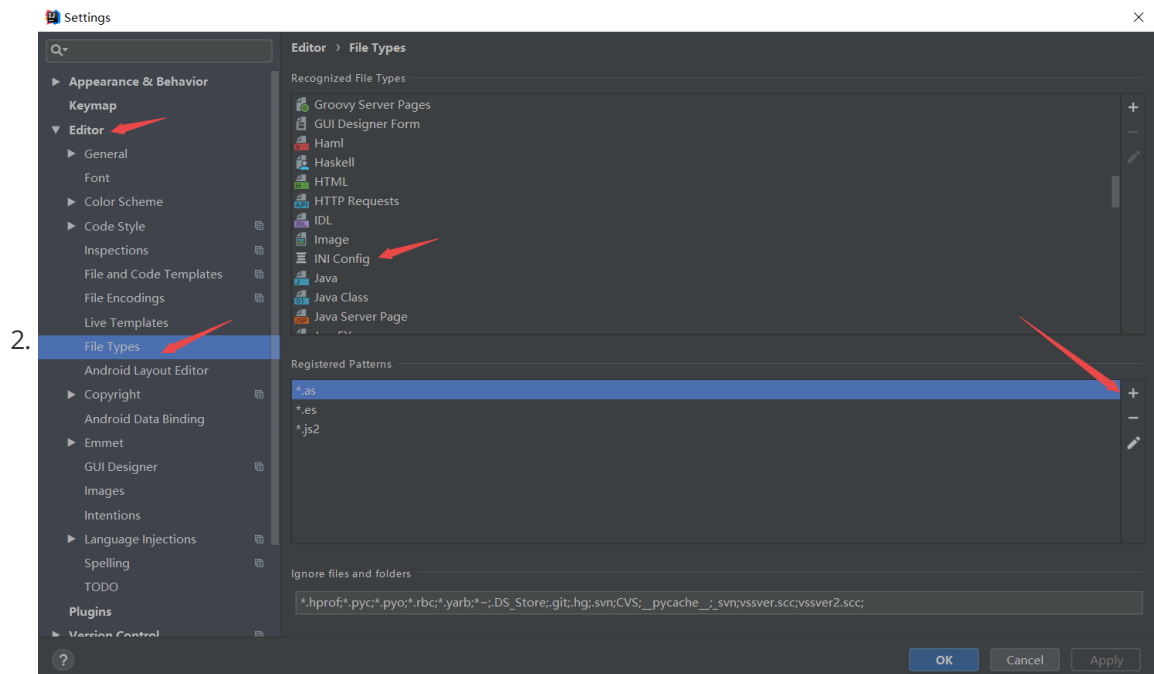 Settings
Editor › File Types
Appearance & Behavior
Keymap
Editor
General
Font
Color Scheme
Code Style
Inspections
File and Code Templates
File Encodings
Live Templates
File Types
Android Layout Editor
Copyright
Android Data Binding
Emmet
GUI Designer
Images
Intentions
Language Injections
Spelling
TODO
Plugins
Version Control
2.
Recognized File Types
Groovy Server Pages
GUI Designer Form
Haml
Haskell
HTML
HTTP Requests
IDL
Image
INI Config
Java
Java Class
Java Server Page
Registered Patterns
*.as
*.es
*.js2
Ignore files and folders
*.hprof;*.pyc;*.pyo;*.rbc;*.yarb;*~;.DS_Store;.git;.hg;.svn;CVS;__pycache__;_svn;vssver.scc;vssver2.scc;
?
OK
Cancel
Apply